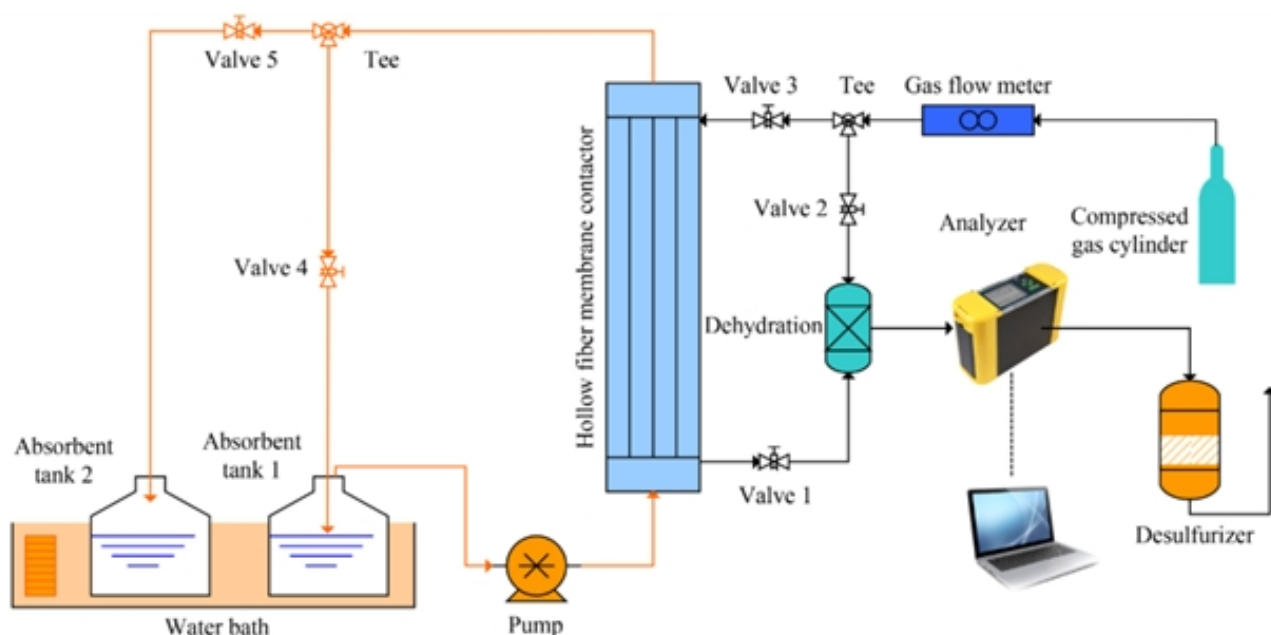 Valve 5
Tee
Valve 3
Tee
Gas flow meter
Hollow fiber membrane contactor
Valve 2
Analyzer
Compressed
gas cylinder
Valve 4
Dehydration
Absorbent
tank 2
Absorbent
tank 1
Valve 1
Desulfurizer
Water bath
Pump